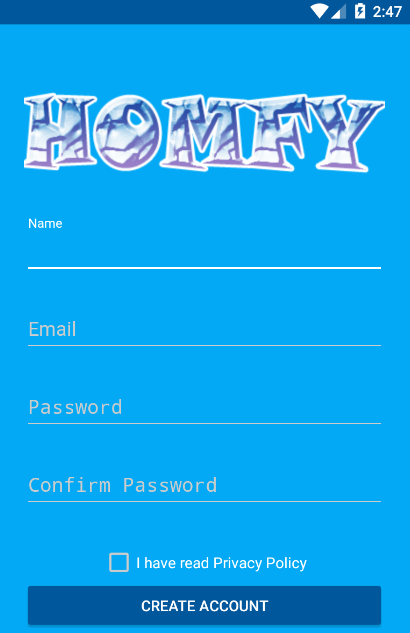 2:47
HOMFY
Name
Email
Password
Confirm Password
I have read Privacy Policy
CREATE ACCOUNT